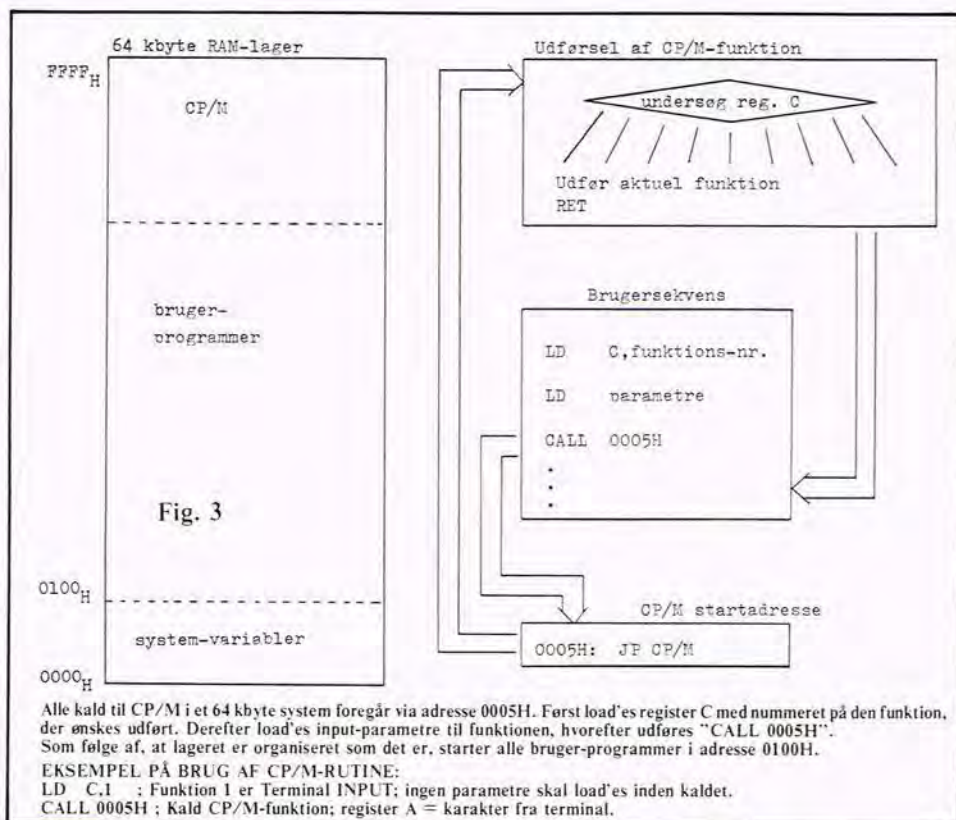 64 kbyte RAM-lager
FFFFH
CP/M
bruger-
programmer
Fig. 3
0100H
system-variabler
0000H
Udførsel af CP/M-funktion
undersøg reg. C
Udfør aktuel funktion
RET
Brugersekvens
LD C,funktions-nr.
LD parametre
CALL 0005H
.
.
.
CP/M startadresse
0005H: JP CP/M
Alle kald til CP/M i et 64 kbyte system foregår via adresse 0005H. Først load'es register C med nummeret på den funktion,
der ønskes udført. Derefter load'es input-parametre til funktionen, hvorefter udføres "CALL 0005H".
Som følge af, at lageret er organiseret som det er, starter alle bruger-programmer i adresse 0100H.
EKSEMPEL PÅ BRUG AF CP/M-RUTINE:
LD C,1 ; Funktion 1 er Terminal INPUT; ingen parametre skal load'es inden kaldet.
CALL 0005H ; Kald CP/M-funktion; register A = karakter fra terminal.